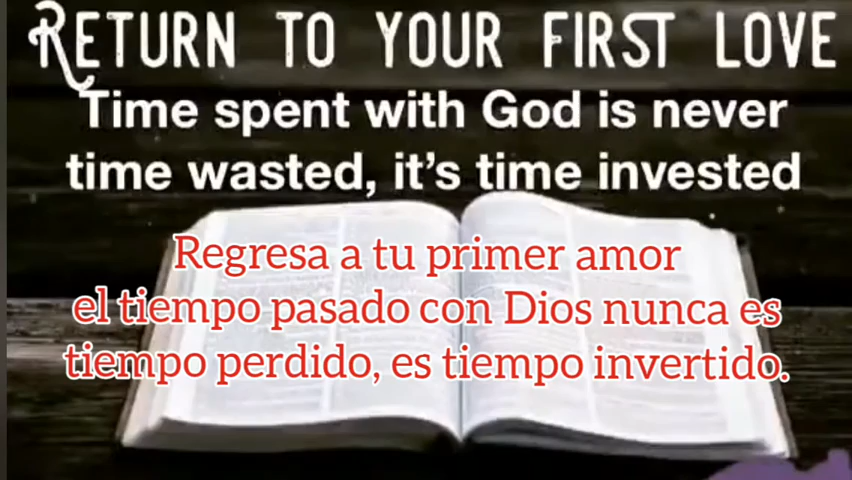 RETURN TO YOUR FIRST LOVE
Time spent with God is never
time wasted, it's time invested
Regresa a tu primer amor
el tiempo pasado con Dios nunca es
tiempo perdido, es tiempo invertido.